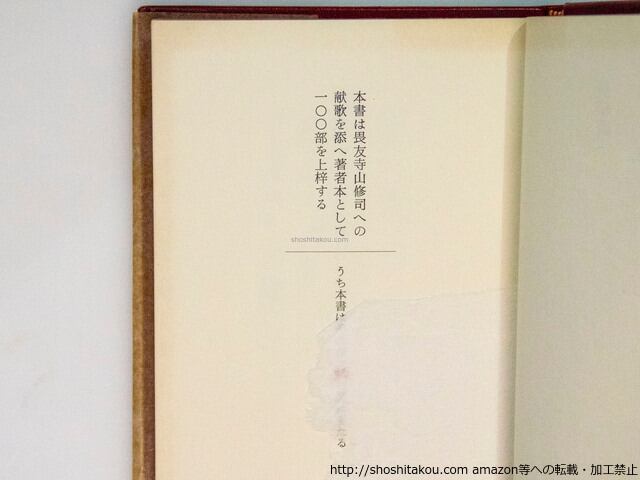 本書は畏友寺山修司への
献歌を添へ著者本として
一〇〇部を上梓する
shoshitakou.com
うち本書は
る
http://shoshitakou.com amazon等への転載・加工禁止